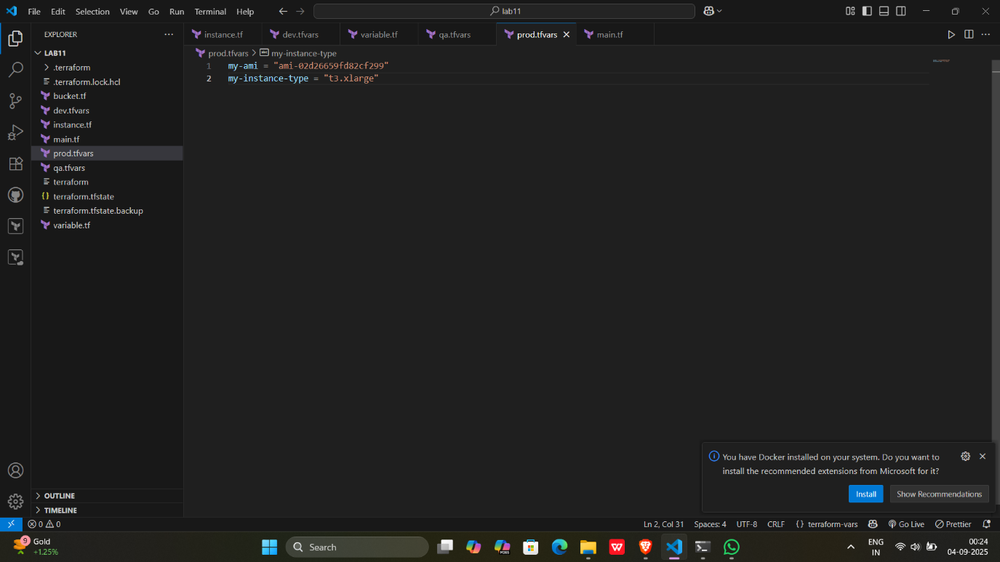 File Edit Selection View Go Run Terminal Help
lab11
EXPLORER
LAB11
.terraform
.terraform.lock.hcl
bucket.tf
dev.tfvars
instance.tf
main.tf
prod.tfvars
qa.tfvars
terraform
terraform.tfstate
terraform.tfstate.backup
variable.tf
OUTLINE
TIMELINE
instance.tf dev.tfvars variable.tf qa.tfvars prod.tfvars main.tf
prod.tfvars > my-instance-type
1 my-ami = "ami-02d26659fd82cf299"
2 my-instance-type = "t3.xlarge"
You have Docker installed on your system. Do you want to
install the recommended extensions from Microsoft for it?
Install Show Recommendations
0 0 Ln 2, Col 31 Spaces: 4 UTF-8 CRLF {} terraform-vars Go Live Prettier
9 Gold
+1.25%
Search
M365
W
ENG
IN
00:24
04-09-2025